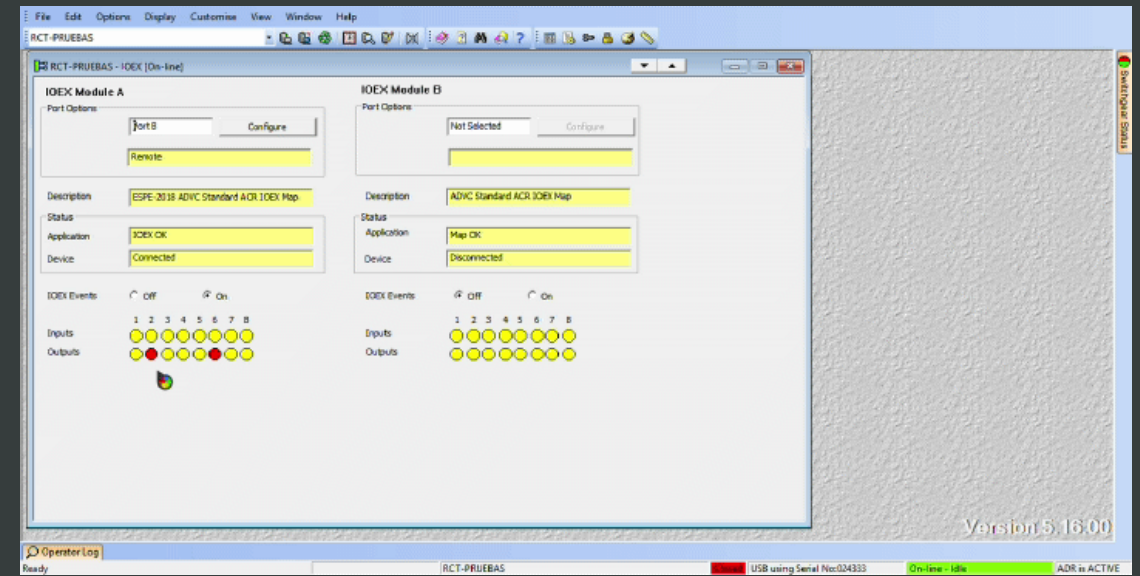 File Edit Options Display Customise View Window Help
RCT-PRUEBAS
RCT-PRUEBAS - IOEX [On-line]
IOEX Module A
Port Options
Port B Configure
Remote
Description ESPE-2018 ADVC Standard ACR IOEX Map
Status
Application IOEX OK
Device Connected
IOEX Events Off On
1 2 3 4 5 6 7 8
Inputs
Outputs
IOEX Module B
Port Options
Not Selected Configure
Description ADVC Standard ACR IOEX Map
Status
Application Map OK
Device Disconnected
IOEX Events Off On
1 2 3 4 5 6 7 8
Inputs
Outputs
Switchgear Status
Version 5.16.00
Operator Log
Ready RCT-PRUEBAS USB using Serial No:024333 On-line - Idle ADR is ACTIVE